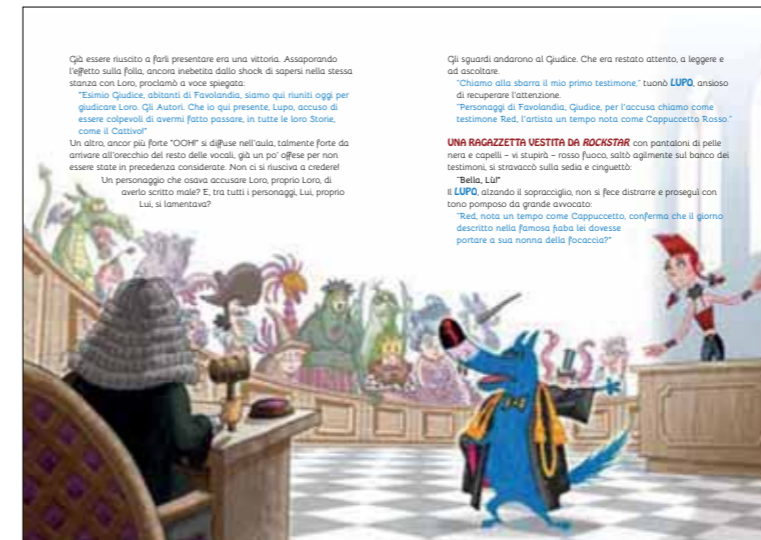 Già essere riuscito a farli presentare era una vittoria. Assaporando
l'effetto sulla folla, ancora inebetita dallo shock di sapersi nella stessa
stanza con Loro, proclamò a voce spiegata:
"Esimio Giudice, abitanti di Favolandia, siamo qui riuniti oggi per
giudicare Loro. Gli Autori. Che io qui presente, Lupo, accuso di
essere colpevoli di avermi fatto passare, in tutte le loro Storie,
come il Cattivo!"
Un altro, ancor più forte "OOH!" si diffuse nell'aula, talmente forte da
arrivare all'orecchio del resto delle vocali, già un po' offese per non
essere state in precedenza considerate. Non ci si riusciva a credere!
Un personaggio che osava accusare Loro, proprio Loro, di
averlo scritto male? E, tra tutti i personaggi, Lui, proprio
Lui, si lamentava?
Gli sguardi andarono al Giudice. Che era restato attento, a leggere e
ad ascoltare.
"Chiamo alla sbarra il mio primo testimone," tuonò LUPO, ansioso
di recuperare l'attenzione.
"Personaggi di Favolandia, Giudice, per l'accusa chiamo come
testimone Red, l'artista un tempo nota come Cappuccetto Rosso."
UNA RAGAZZETTA VESTITA DA ROCKSTAR, con pantaloni di pelle
nera e capelli – vi stupirà – rosso fuoco, saltò agilmente sul banco dei
testimoni, si stravaccò sulla sedia e cinguettò:
"Bella, Lù!"
Il LUPO, alzando il sopracciglio, non si fece distrarre e proseguì con
tono pomposo da grande avvocato:
"Red, nota un tempo come Cappuccetto, conferma che il giorno
descritto nella famosa fiaba lei dovesse
portare a sua nonna della focaccia?"